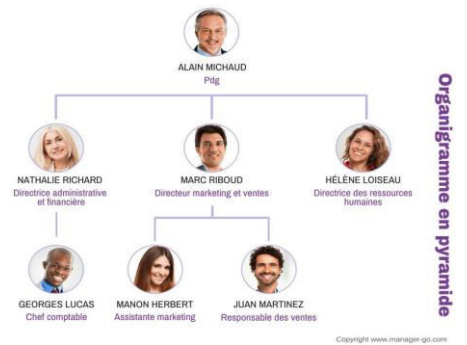 ALAIN MICHAUD
Pdg
NATHALIE RICHARD
Directrice administrative
et financière
MARC RIBOUD
Directeur marketing et ventes
HÉLÈNE LOISEAU
Directrice des ressources
humaines
GEORGES LUCAS
Chef comptable
MANON HERBERT
Assistante marketing
JUAN MARTINEZ
Responsable des ventes
Organigramme en pyramide
Copyright www.manager-go.com